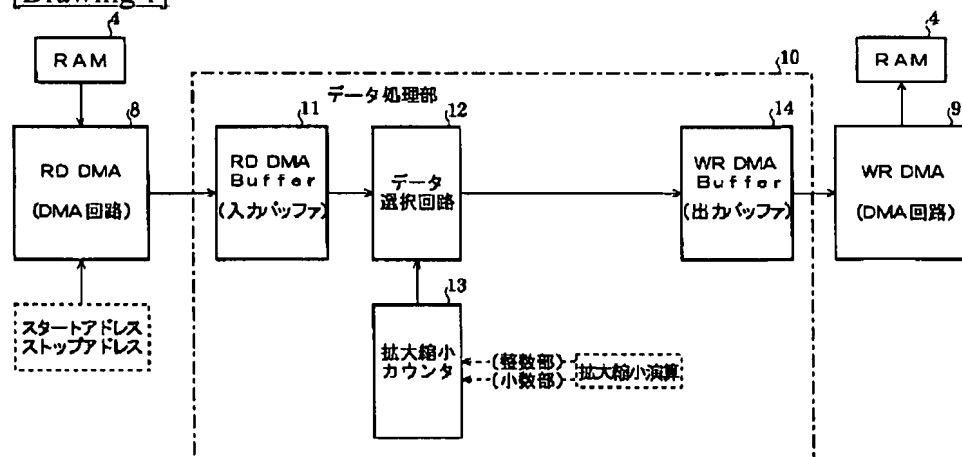 [Drawing 4]
4
RAM
8
RD DMA
(DMA回路)
スタートアドレス
ストップアドレス
10
データ処理部
11
RD DMA
Buffer
(入力バッファ)
12
データ
選択回路
13
拡大縮小
カウンタ
(整数部)
(小数部)
拡大縮小演算
14
WR DMA
Buffer
(出力バッファ)
4
RAM
9
WR DMA
(DMA回路)